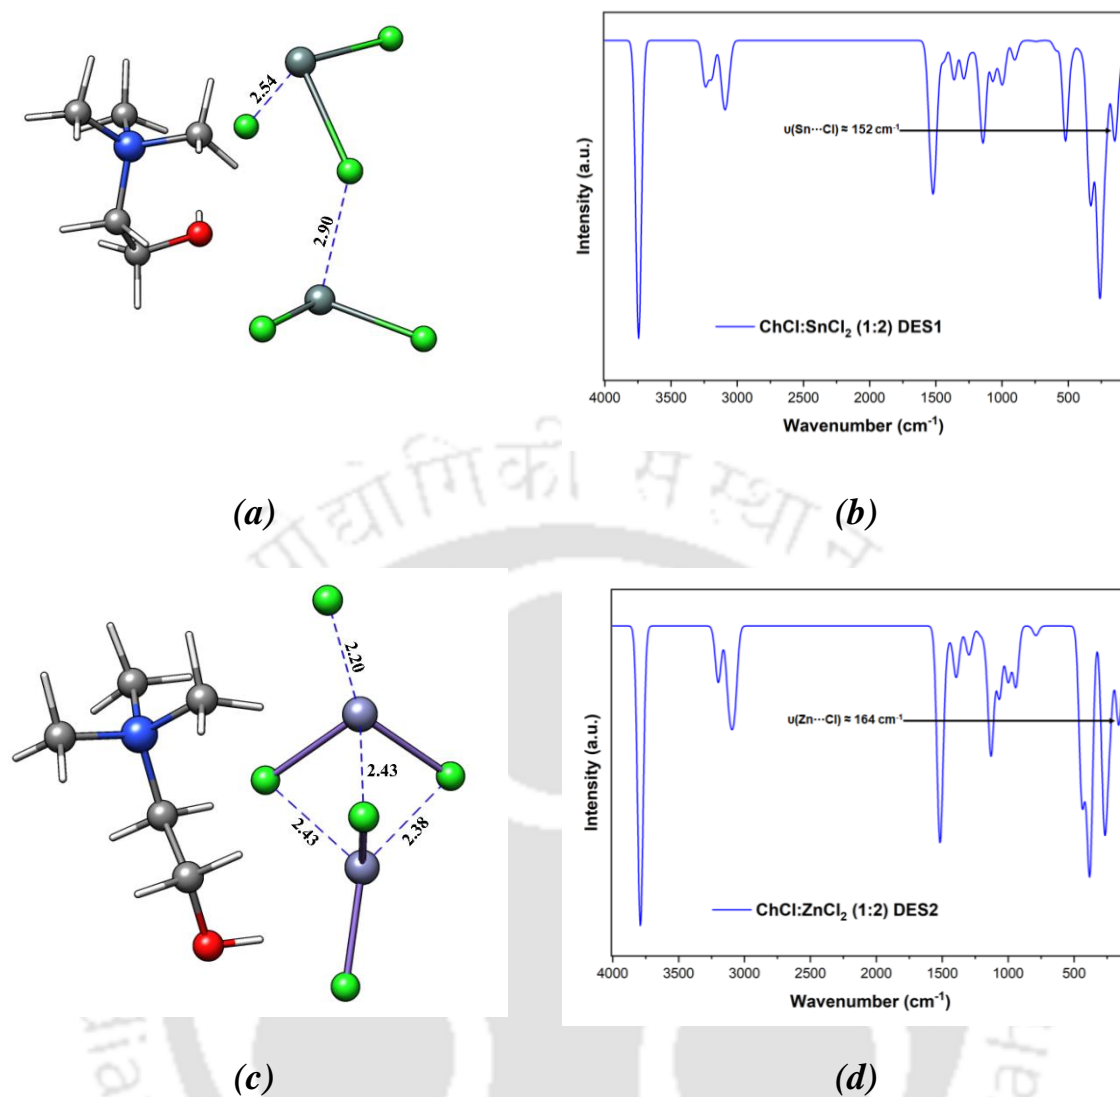 2.54
2.90
Intensity (a.u.)
υ(Sn···Cl) ≈ 152 cm⁻¹
ChCl:SnCl₂ (1:2) DES1
4000 3500 3000 2500 2000 1500 1000 500
Wavenumber (cm⁻¹)
(a)
(b)
2.20
2.43
2.43
2.38
Intensity (a.u.)
υ(Zn···Cl) ≈ 164 cm⁻¹
ChCl:ZnCl₂ (1:2) DES2
4000 3500 3000 2500 2000 1500 1000 500
Wavenumber (cm⁻¹)
(c)
(d)